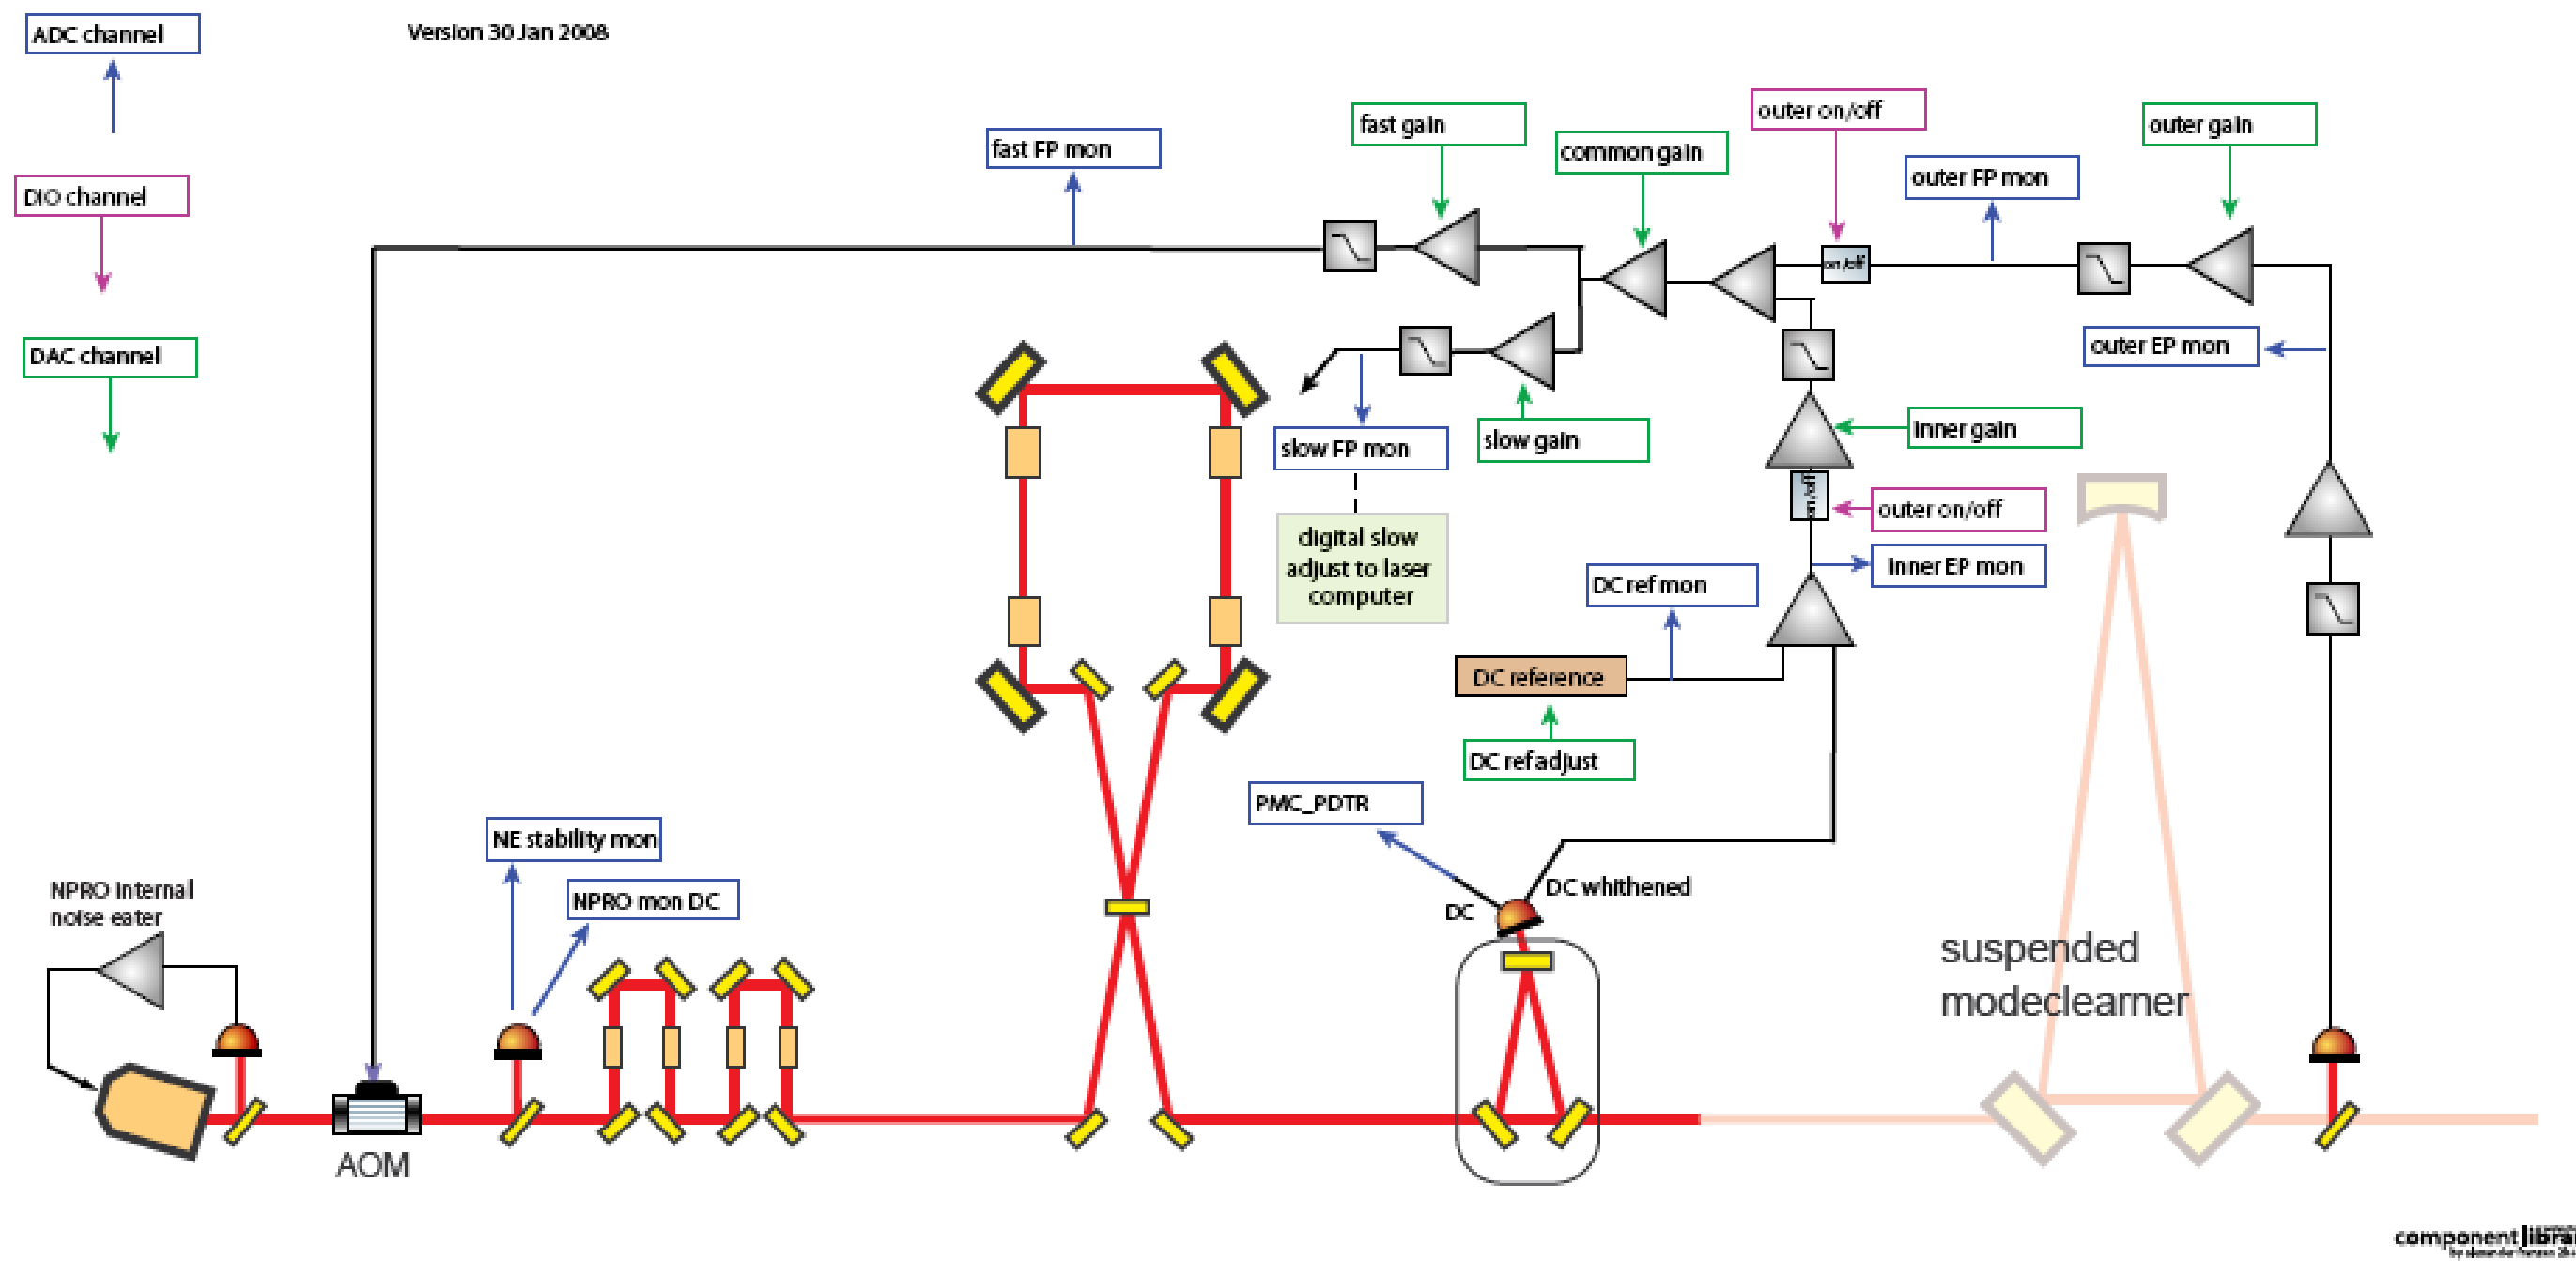 ADC channel
Version 30 Jan 2008
DIO channel
DAC channel
fast FP mon
fast gain
common gain
outer on/off
outer FP mon
outer gain
on/off
outer EP mon
slow FP mon
slow gain
inner gain
on/off
outer on/off
inner EP mon
digital slow
adjust to laser
computer
DC ref mon
DC reference
DC ref adjust
PMC_PDTR
NE stability mon
NPRO mon DC
NPRO internal
noise eater
DC whithened
DC
suspended
modeclearner
AOM